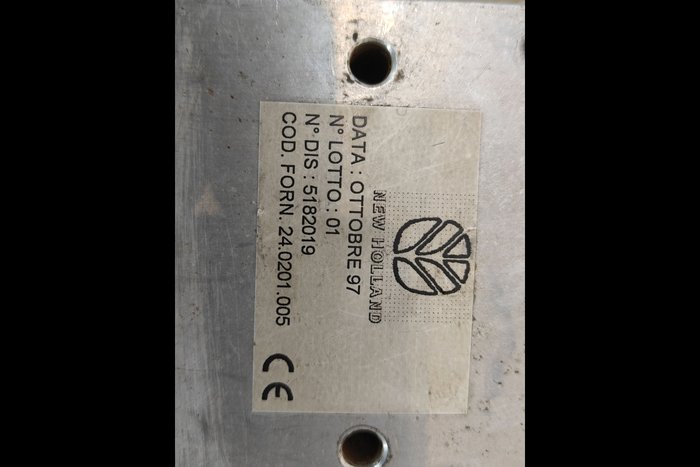 NEW HOLLAND
DATA : OTTOBRE 97
N° LOTTO : 01
N° DIS : 5182019
COD. FORN. 24.0201.005
CE